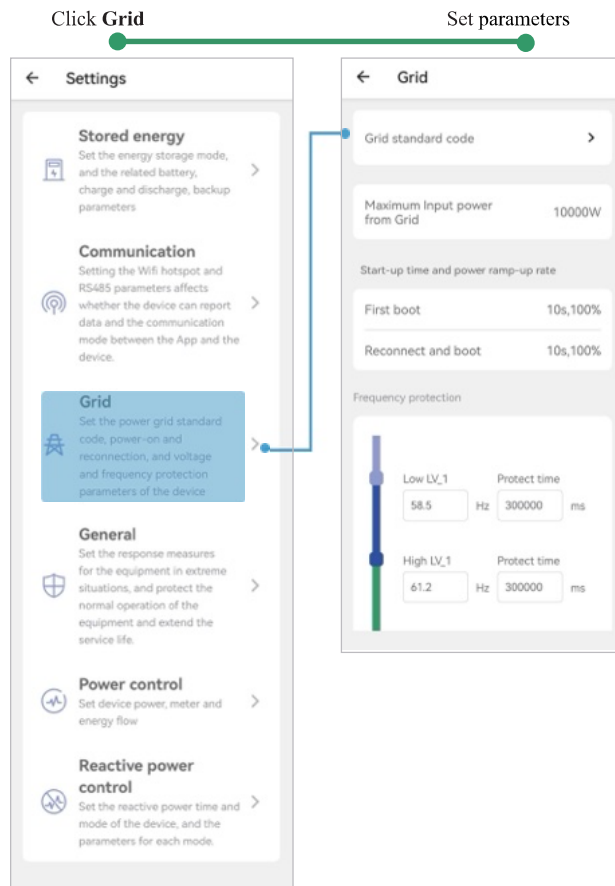 Click Grid
Set parameters
Settings
Stored energy
Set the energy storage mode,
and the related battery,
charge and discharge, backup
parameters
Communication
Setting the Wifi hotspot and
RS485 parameters affects
whether the device can report
data and the communication
mode between the App and the
device.
Grid
Set the power grid standard
code, power-on and
reconnection, and voltage
and frequency protection
parameters of the device
General
Set the response measures
for the equipment in extreme
situations, and protect the
normal operation of the
equipment and extend the
service life.
Power control
Set device power, meter and
energy flow
Reactive power
control
Set the reactive power time and
mode of the device, and the
parameters for each mode.
Grid
Grid standard code
Maximum Input power
from Grid
10000W
Start-up time and power ramp-up rate
First boot 10s,100%
Reconnect and boot 10s,100%
Frequency protection
Low LV_1 Protect time
58.5 Hz 300000 ms
High LV_1 Protect time
61.2 Hz 300000 ms